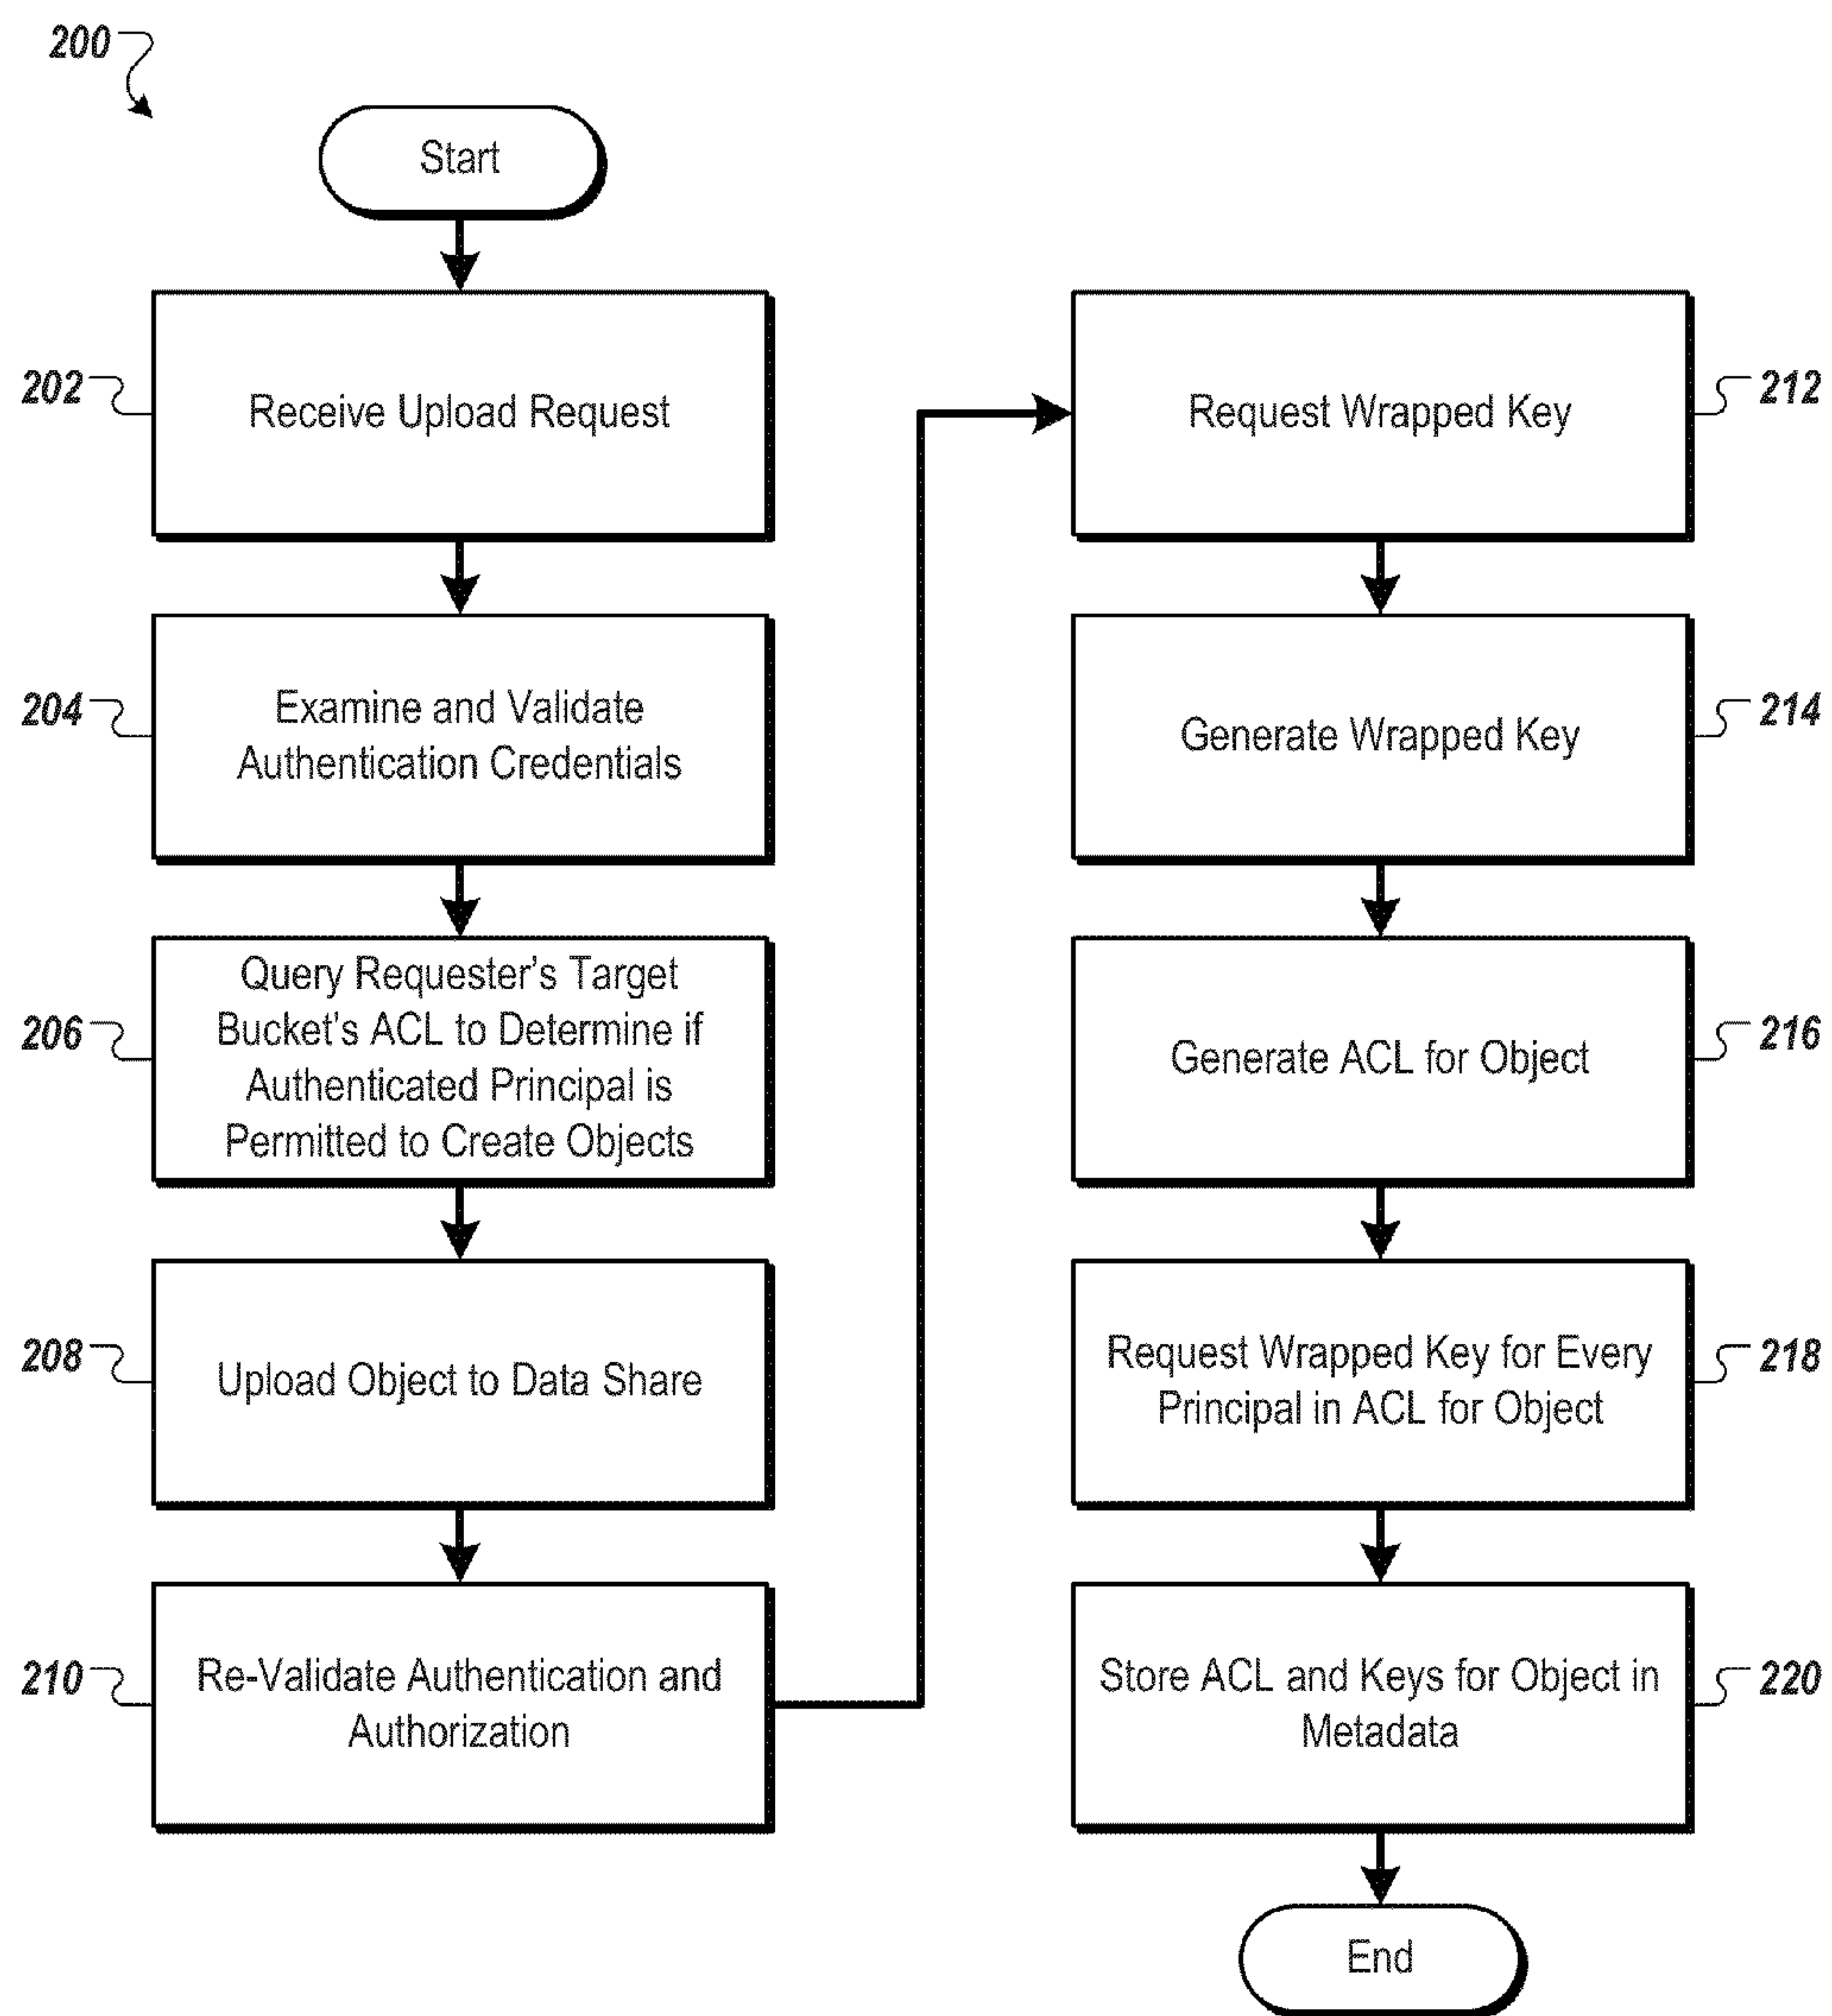 200
Start
202
Receive Upload Request
204
Examine and Validate
Authentication Credentials
206
Query Requester's Target
Bucket's ACL to Determine if
Authenticated Principal is
Permitted to Create Objects
208
Upload Object to Data Share
210
Re-Validate Authentication and
Authorization
212
Request Wrapped Key
214
Generate Wrapped Key
216
Generate ACL for Object
218
Request Wrapped Key for Every
Principal in ACL for Object
220
Store ACL and Keys for Object in
Metadata
End